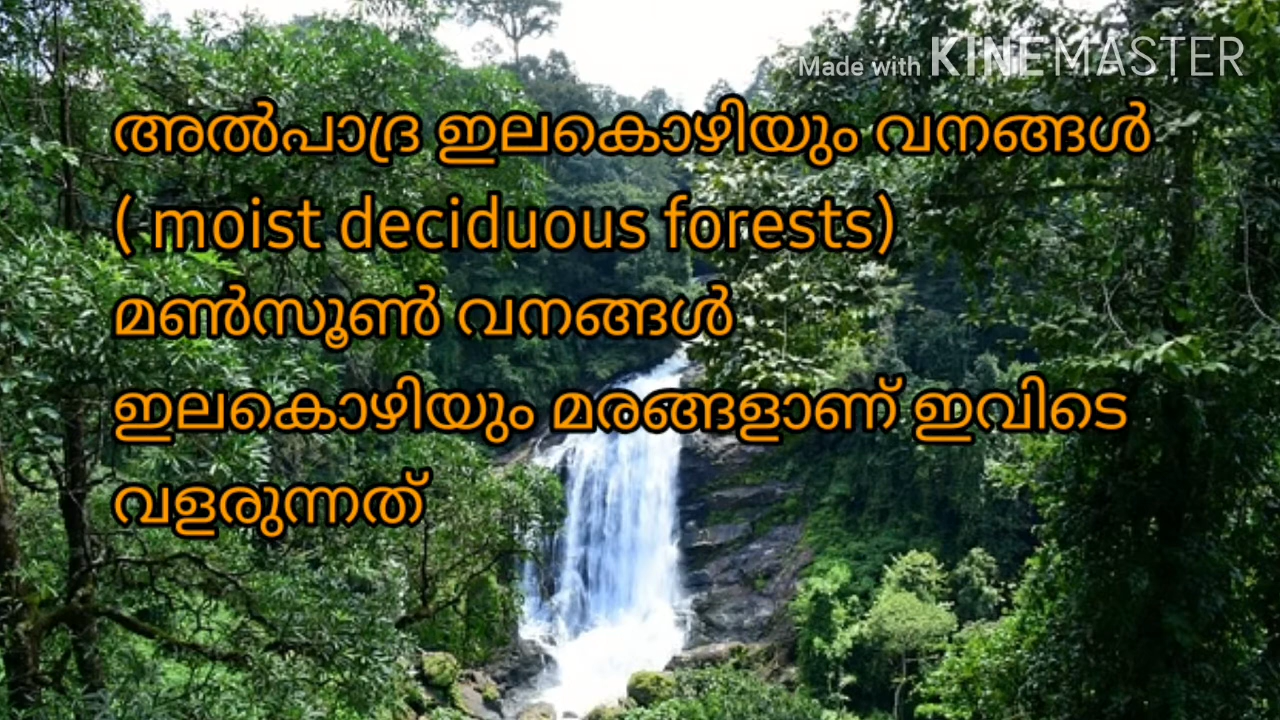 Made with KINEMASTER
അൽപാദ്ര ഇലകൊഴിയും വനങ്ങൾ
( moist deciduous forests)
മൺസൂൺ വനങ്ങൾ
ഇലകൊഴിയും മരങ്ങളാണ് ഇവിടെ
വളരുന്നത്